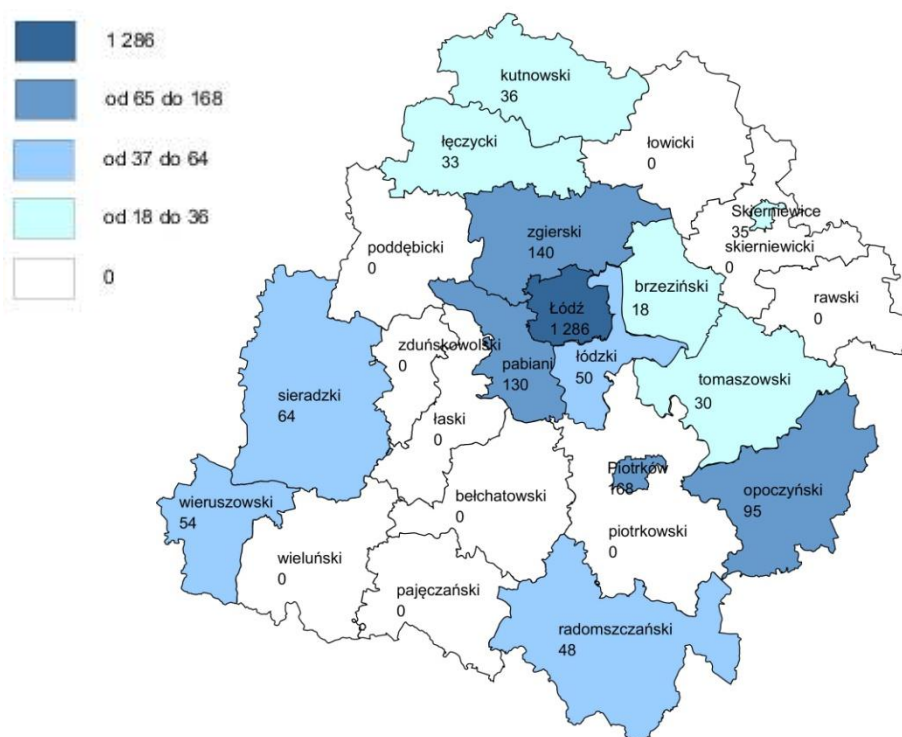 1 286
od 65 do 168
od 37 do 64
od 18 do 36
0
kutnowski
36
łęczycki
33
łowicki
0
Skierniewice
35
skierniewicki
0
zgierski
140
poddębicki
0
brzeziński
18
rawski
0
Łódź
1 286
zduńskowolski
0
pabiani
130
łódzki
50
tomaszowski
30
sieradzki
64
łaski
0
Piotrków
168
opoczyński
95
wieruszowski
54
bełchatowski
0
piotrkowski
0
wieluński
0
pajęczański
0
radomszczański
48